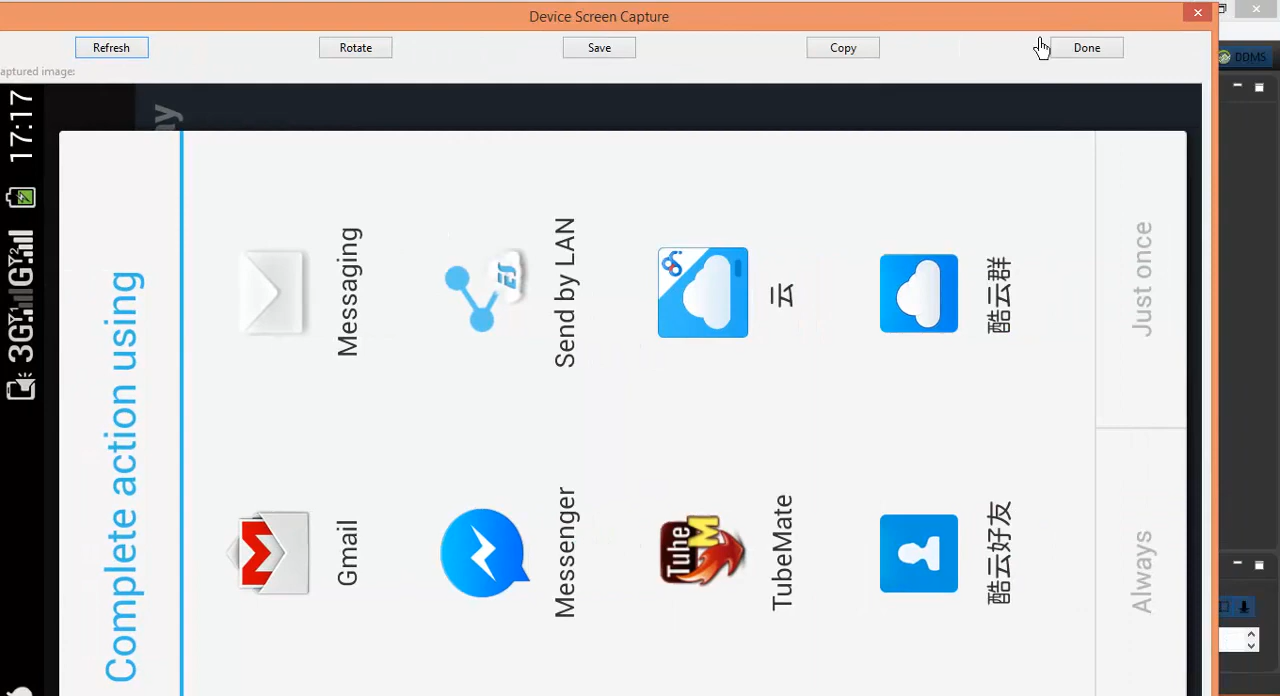 Device Screen Capture
Refresh
Rotate
Save
Copy
Done
aptured image:
DDMS
17:17
3G
Complete action using
Messaging
Send by LAN
云
酷云群
Just once
Gmail
Messenger
TubeMate
酷云好友
Always